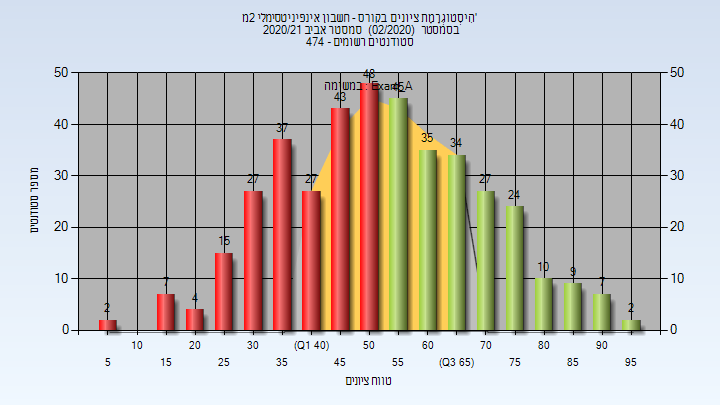 'היסטוגרמת ציונים בקורס - חשבון אינפיניטסימלי 2מ
בסמסטר (02/2020) סמסטר אביב 2020/21
סטודנטים רשומים - 474
במשימה : Exam A
מספר סטודנטים
50 40 30 20 10 0
2 7 4 15 27 37 27 43 48 45 35 34 27 24 10 9 7 2
50 40 30 20 10 0
10 20 30 (Q1 40) 50 60 70 80 90
5 15 25 35 45 55 (Q3 65) 75 85 95
טווח ציונים